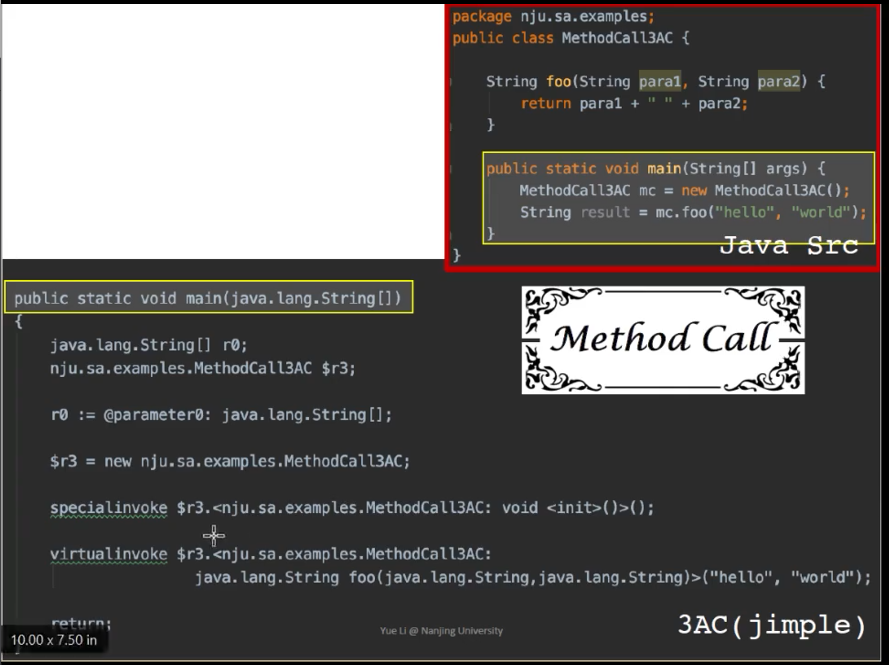 package nju.sa.examples;
public class MethodCall3AC {
String foo(String para1, String para2) {
return para1 + " " + para2;
}
public static void main(String[] args) {
MethodCall3AC mc = new MethodCall3AC();
String result = mc.foo("hello", "world");
}
Java Src
}
public static void main(java.lang.String[])
{
java.lang.String[] r0;
nju.sa.examples.MethodCall3AC $r3;
r0 := @parameter0: java.lang.String[];
$r3 = new nju.sa.examples.MethodCall3AC;
specialinvoke $r3.<nju.sa.examples.MethodCall3AC: void <init>()>();
virtualinvoke $r3.<nju.sa.examples.MethodCall3AC:
java.lang.String foo(java.lang.String,java.lang.String)>("hello", "world");
return;
Method Call
10.00 x 7.50 in
Yue Li @ Nanjing University
3AC(jimple)